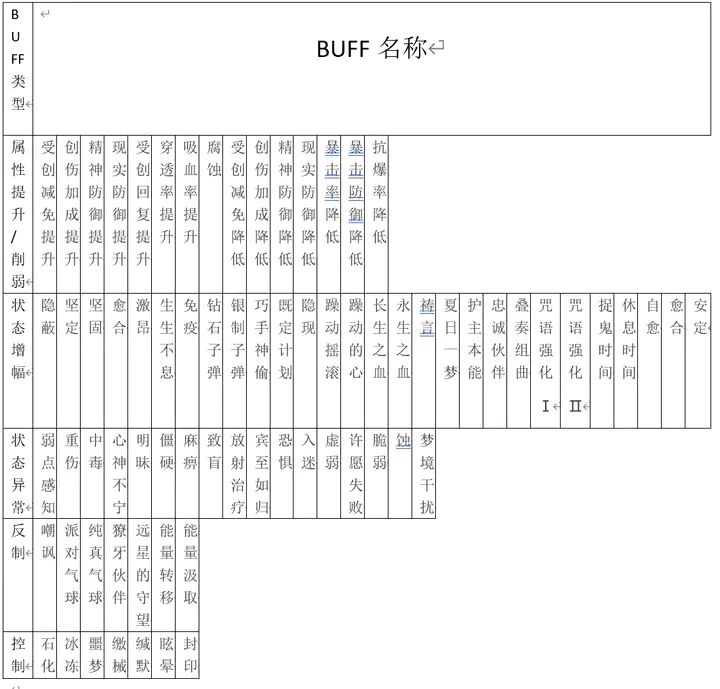 BUFF类型
BUFF 名称
属性提升/削弱
受创减免提升
创伤加成提升
精神防御提升
现实防御提升
受创回复提升
穿透率提升
吸血率提升
腐蚀
受创减免降低
创伤加成降低
精神防御降低
现实防御降低
暴击率降低
暴击防御降低
抗爆率降低
状态增幅
隐蔽
坚定
坚固
愈合
激昂
生生不息
免疫
钻石子弹
银制子弹
巧手神偷
既定计划
隐现
躁动摇滚
躁动的心
长生之血
永生之血
祷言
夏日一梦
护主本能
忠诚伙伴
叠奏组曲
咒语强化Ⅰ
咒语强化Ⅱ
捉鬼时间
休息时间
自愈
愈合
安定
状态异常
弱点感知
重伤
中毒
心神不宁
明昧
僵硬
麻痹
致盲
放射治疗
宾至如归
恐惧
入迷
虚弱
许愿失败
脆弱
蚀
梦境干扰
反制
嘲讽
派对气球
纯真气球
獠牙伙伴
远星的守望
能量转移
能量汲取
控制
石化
冰冻
噩梦
缴械
缄默
眩晕
封印